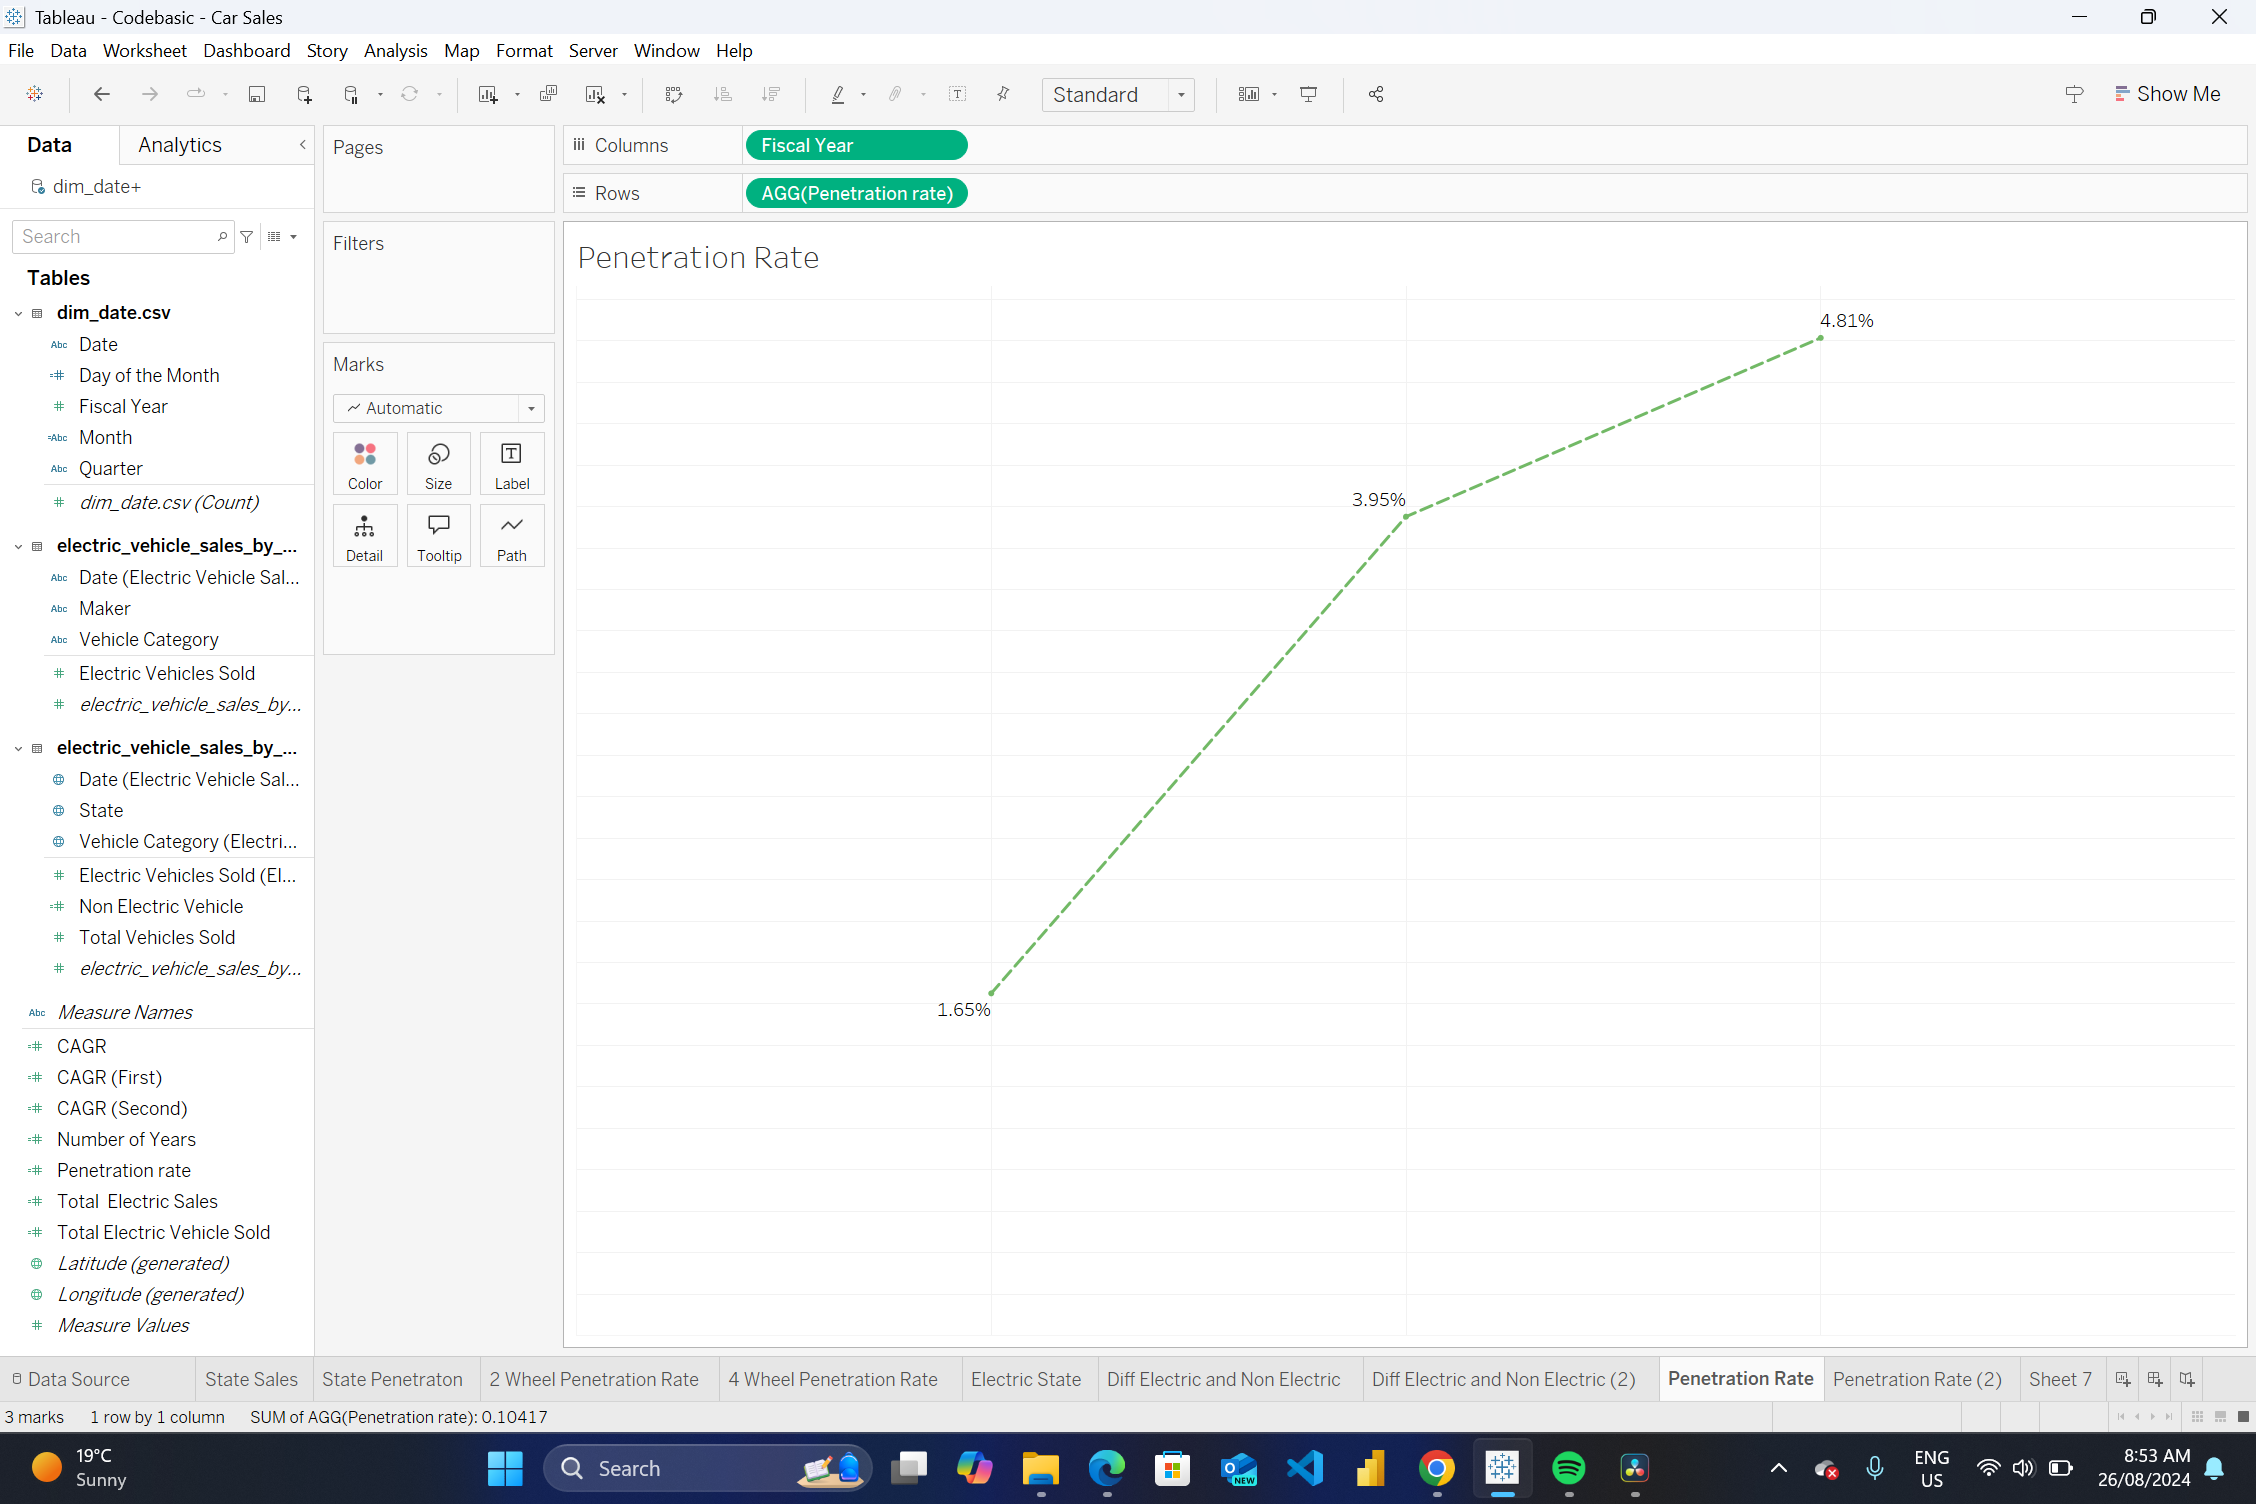 Tableau - Codebasic - Car Sales
File Data Worksheet Dashboard Story Analysis Map Format Server Window Help
Standard
Show Me
Data Analytics
dim_date+
Search
Tables
dim_date.csv
Abc Date
Day of the Month
Fiscal Year
Abc Month
Abc Quarter
dim_date.csv (Count)
electric_vehicle_sales_by_...
Abc Date (Electric Vehicle Sal...
Abc Maker
Abc Vehicle Category
Electric Vehicles Sold
electric_vehicle_sales_by...
electric_vehicle_sales_by_...
Date (Electric Vehicle Sal...
State
Vehicle Category (Electri...
Electric Vehicles Sold (El...
Non Electric Vehicle
Total Vehicles Sold
electric_vehicle_sales_by...
Abc Measure Names
CAGR
CAGR (First)
CAGR (Second)
Number of Years
Penetration rate
Total  Electric Sales
Total Electric Vehicle Sold
Latitude (generated)
Longitude (generated)
Measure Values
Pages
Filters
Marks
Automatic
Color Size Label
Detail Tooltip Path
Columns Fiscal Year
Rows AGG(Penetration rate)
Penetration Rate
4.81%
3.95%
1.65%
Data Source State Sales State Penetraton 2 Wheel Penetration Rate 4 Wheel Penetration Rate Electric State Diff Electric and Non Electric Diff Electric and Non Electric (2) Penetration Rate Penetration Rate (2) Sheet 7
3 marks 1 row by 1 column SUM of AGG(Penetration rate): 0.10417
19°C
Sunny
Search
NEW
ENG
US
8:53 AM
26/08/2024